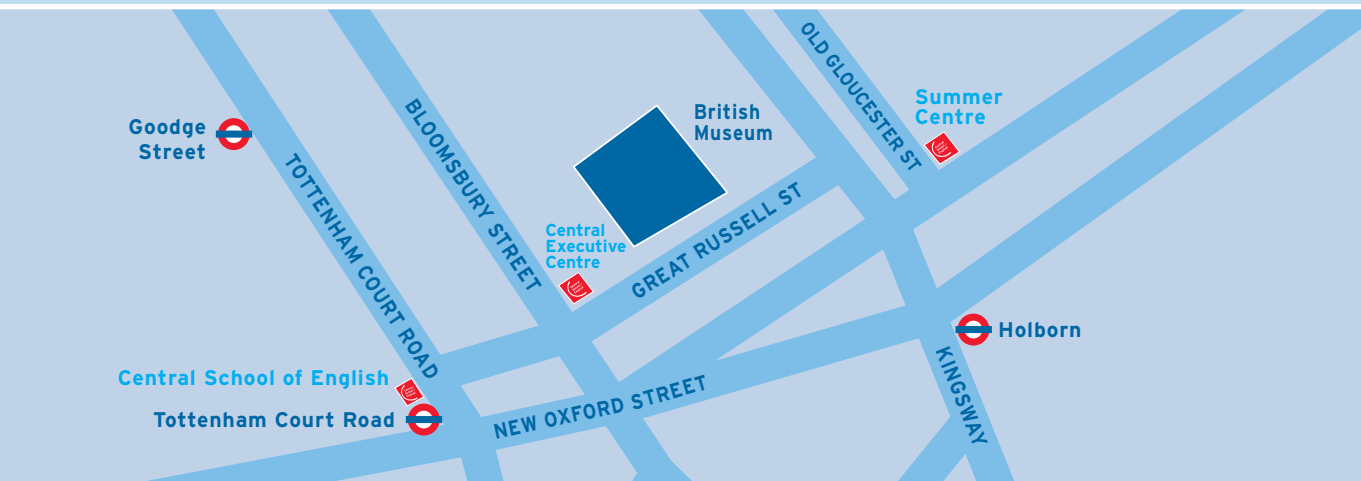 OLD GLOUCESTER ST
Summer
Centre
British
Museum
BLOOMSBURY STREET
Goodge
Street
TOTTENHAM COURT ROAD
GREAT RUSSELL ST
Central
Executive
Centre
Holborn
KINGSWAY
Central School of English
Tottenham Court Road
NEW OXFORD STREET